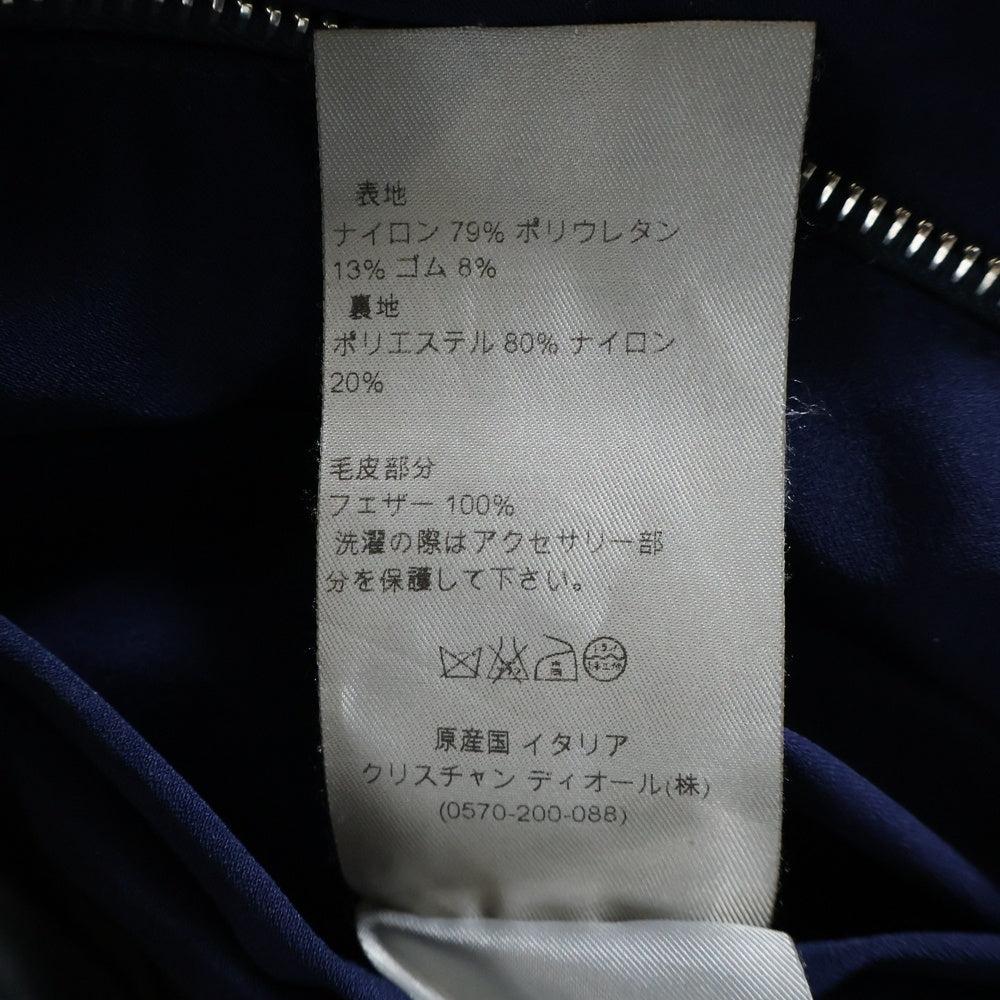 表地
ナイロン 79% ポリウレタン
13% ゴム 8%
裏地
ポリエステル 80% ナイロン
20%
毛皮部分
フェザー 100%
洗濯の際はアクセサリー部
分を保護して下さい。
高
原産国 イタリア
クリスチャン ディオール(株)
(0570-200-088)